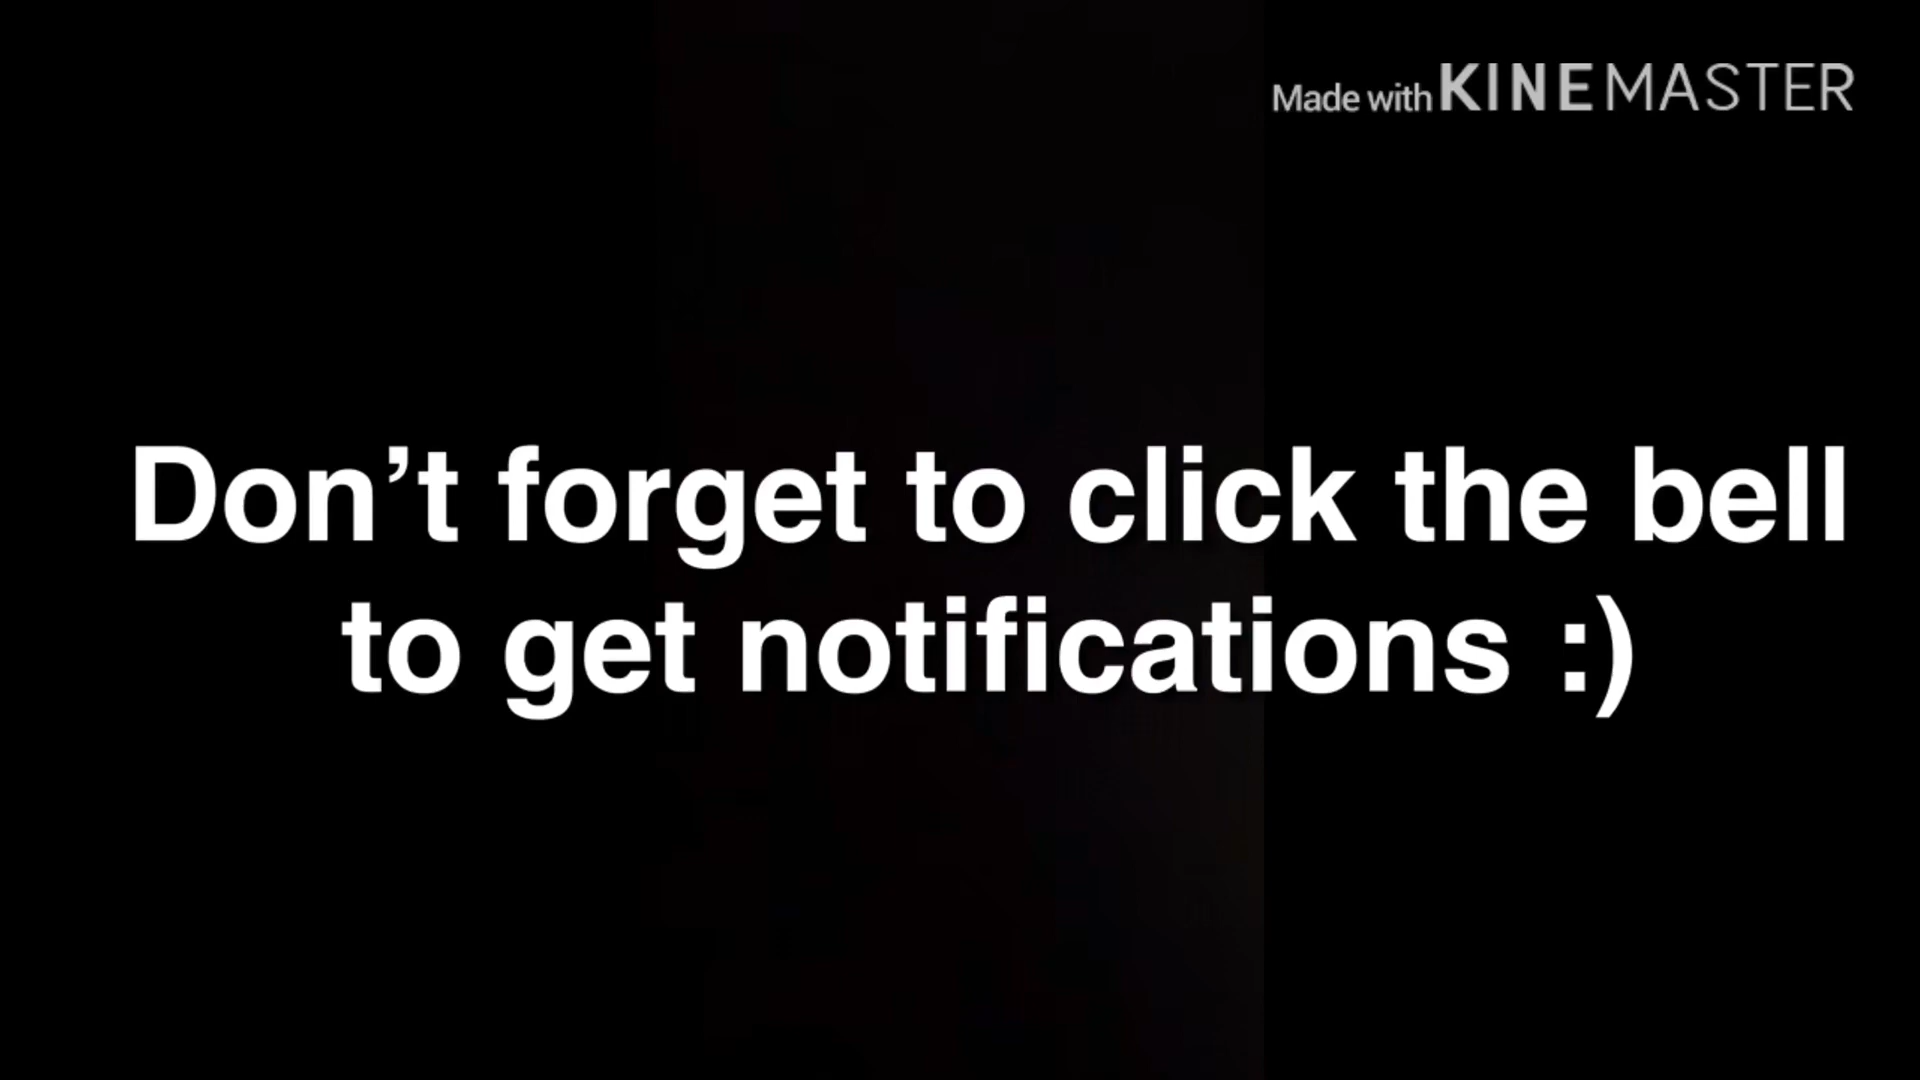 Made with KINEMASTER
Don’t forget to click the bell
to get notifications :)